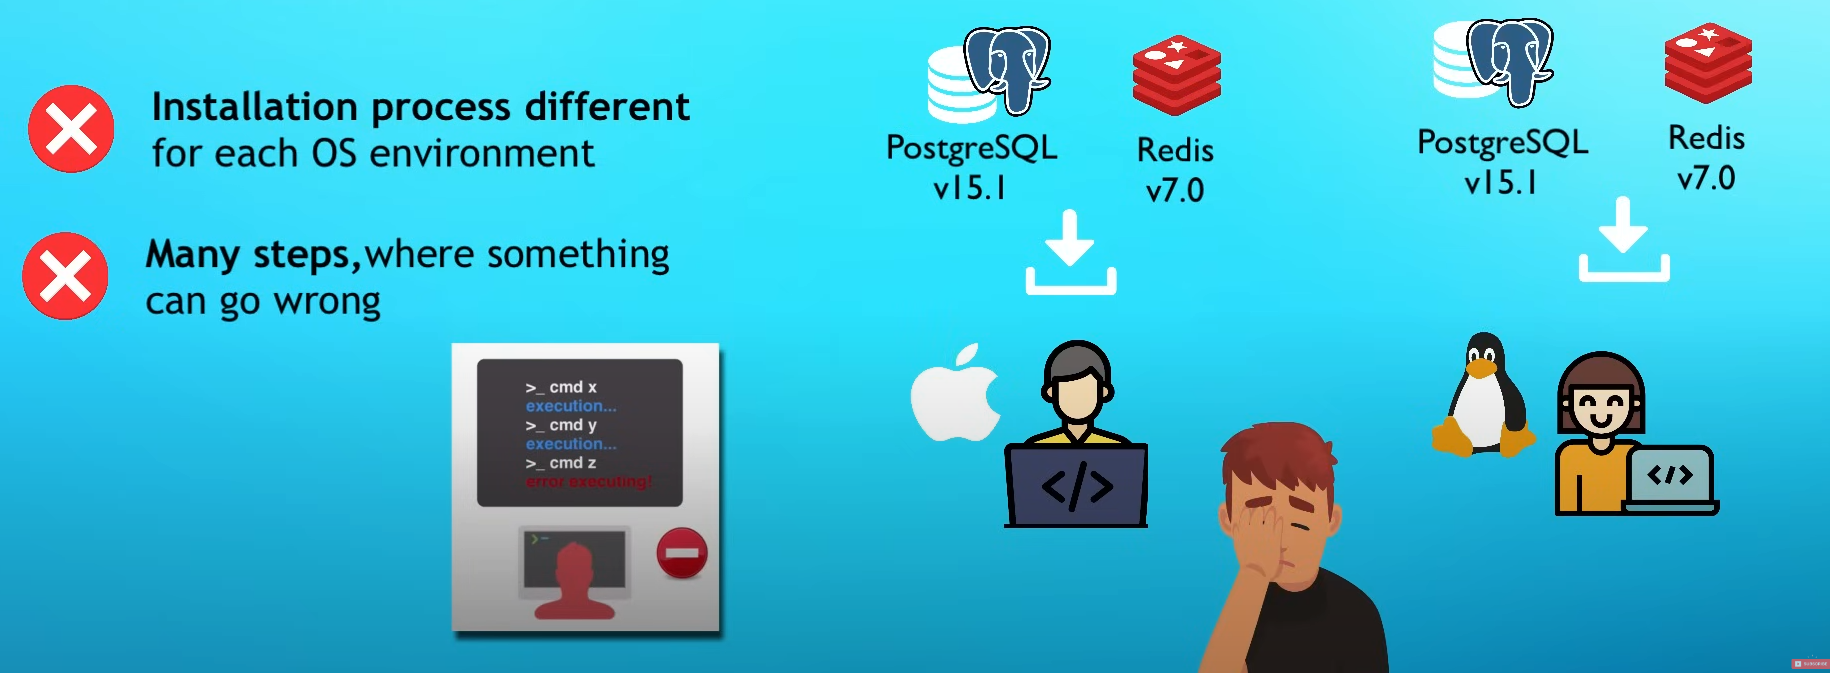 Installation process different
for each OS environment
Many steps,where something
can go wrong
>_ cmd x
execution...
>_ cmd y
execution...
>_ cmd z
error executing!
PostgreSQL
v15.1
Redis
v7.0
PostgreSQL
v15.1
Redis
v7.0
</>
</>
SUBSCRIBE